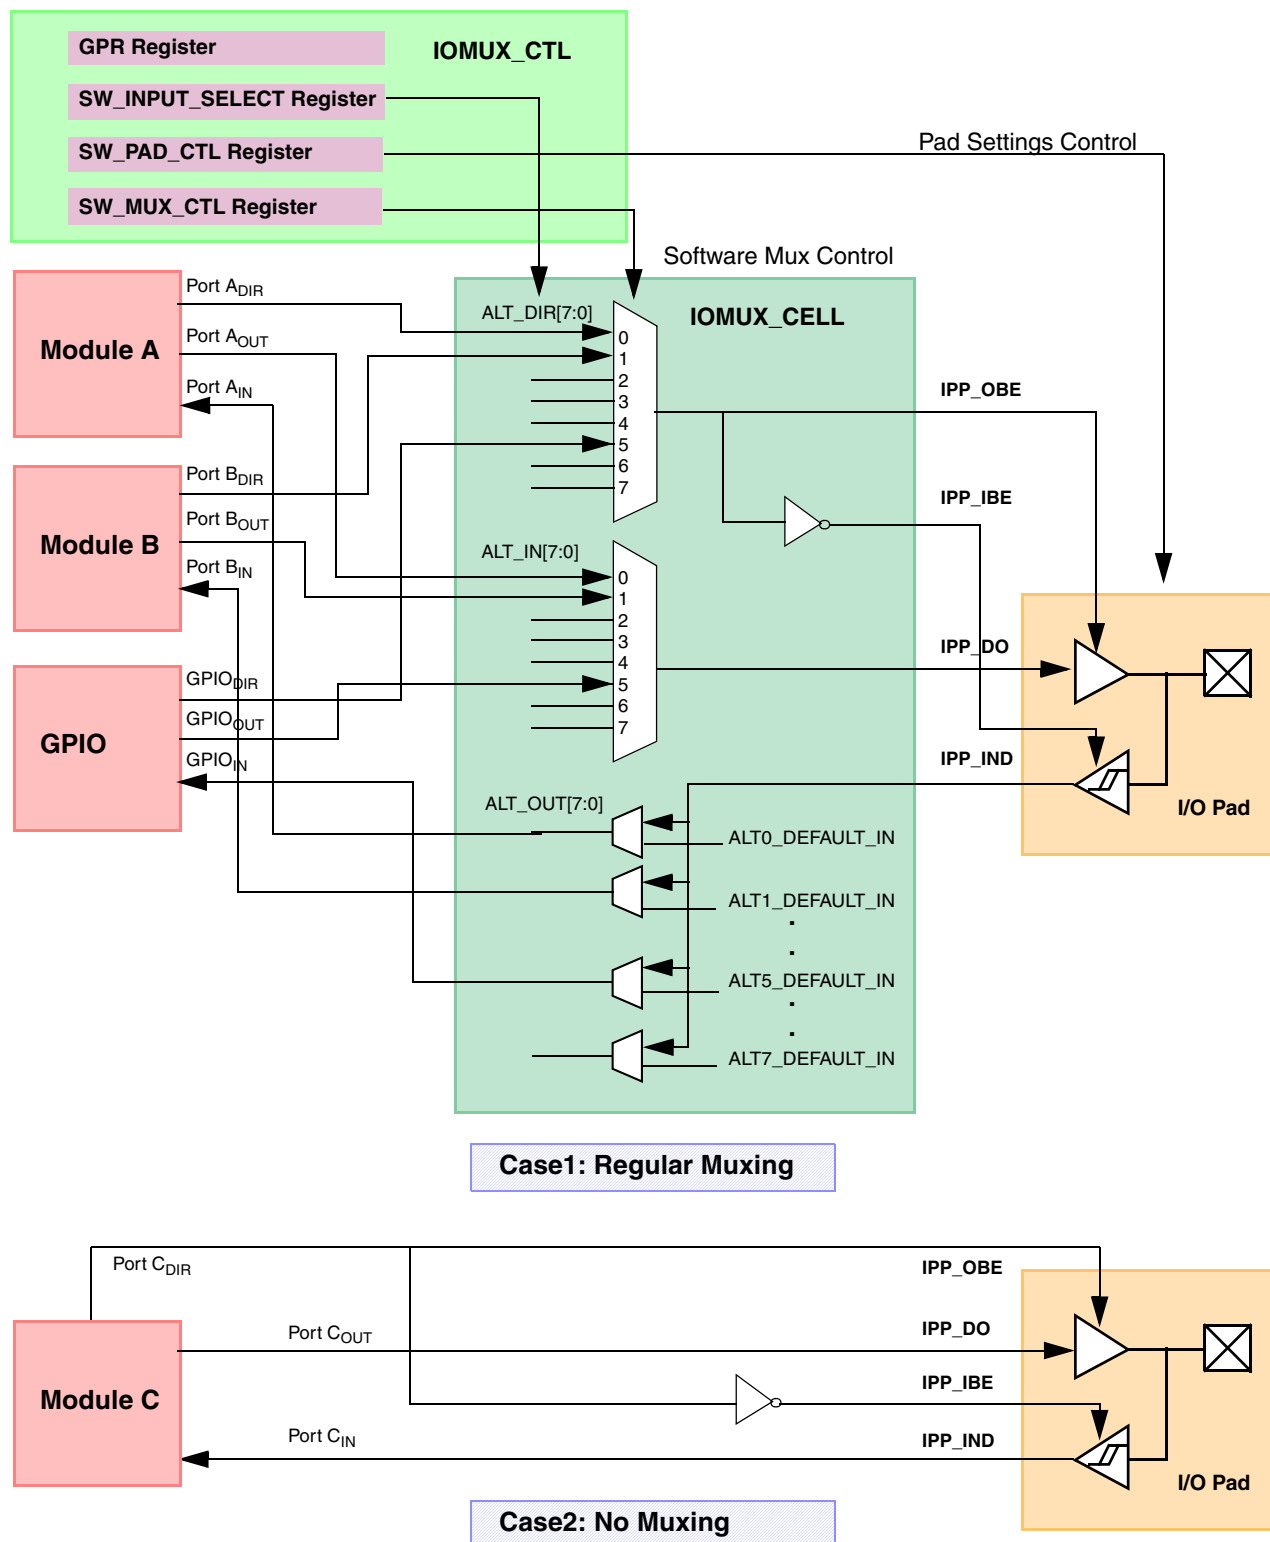 GPR Register
IOMUX_CTL
SW_INPUT_SELECT Register
SW_PAD_CTL Register
Pad Settings Control
SW_MUX_CTL Register
Software Mux Control
Module A
Port ADIR
Port AOUT
Port AIN
Module B
Port BDIR
Port BOUT
Port BIN
GPIO
GPIODIR
GPIOOUT
GPIOIN
IOMUX_CELL
ALT_DIR[7:0]
0
1
2
3
4
5
6
7
ALT_IN[7:0]
0
1
2
3
4
5
6
7
ALT_OUT[7:0]
ALT0_DEFAULT_IN
ALT1_DEFAULT_IN
ALT5_DEFAULT_IN
ALT7_DEFAULT_IN
IPP_OBE
IPP_IBE
IPP_DO
IPP_IND
I/O Pad
Case1: Regular Muxing
Port CDIR
IPP_OBE
Port COUT
IPP_DO
Module C
IPP_IBE
Port CIN
IPP_IND
I/O Pad
Case2: No Muxing